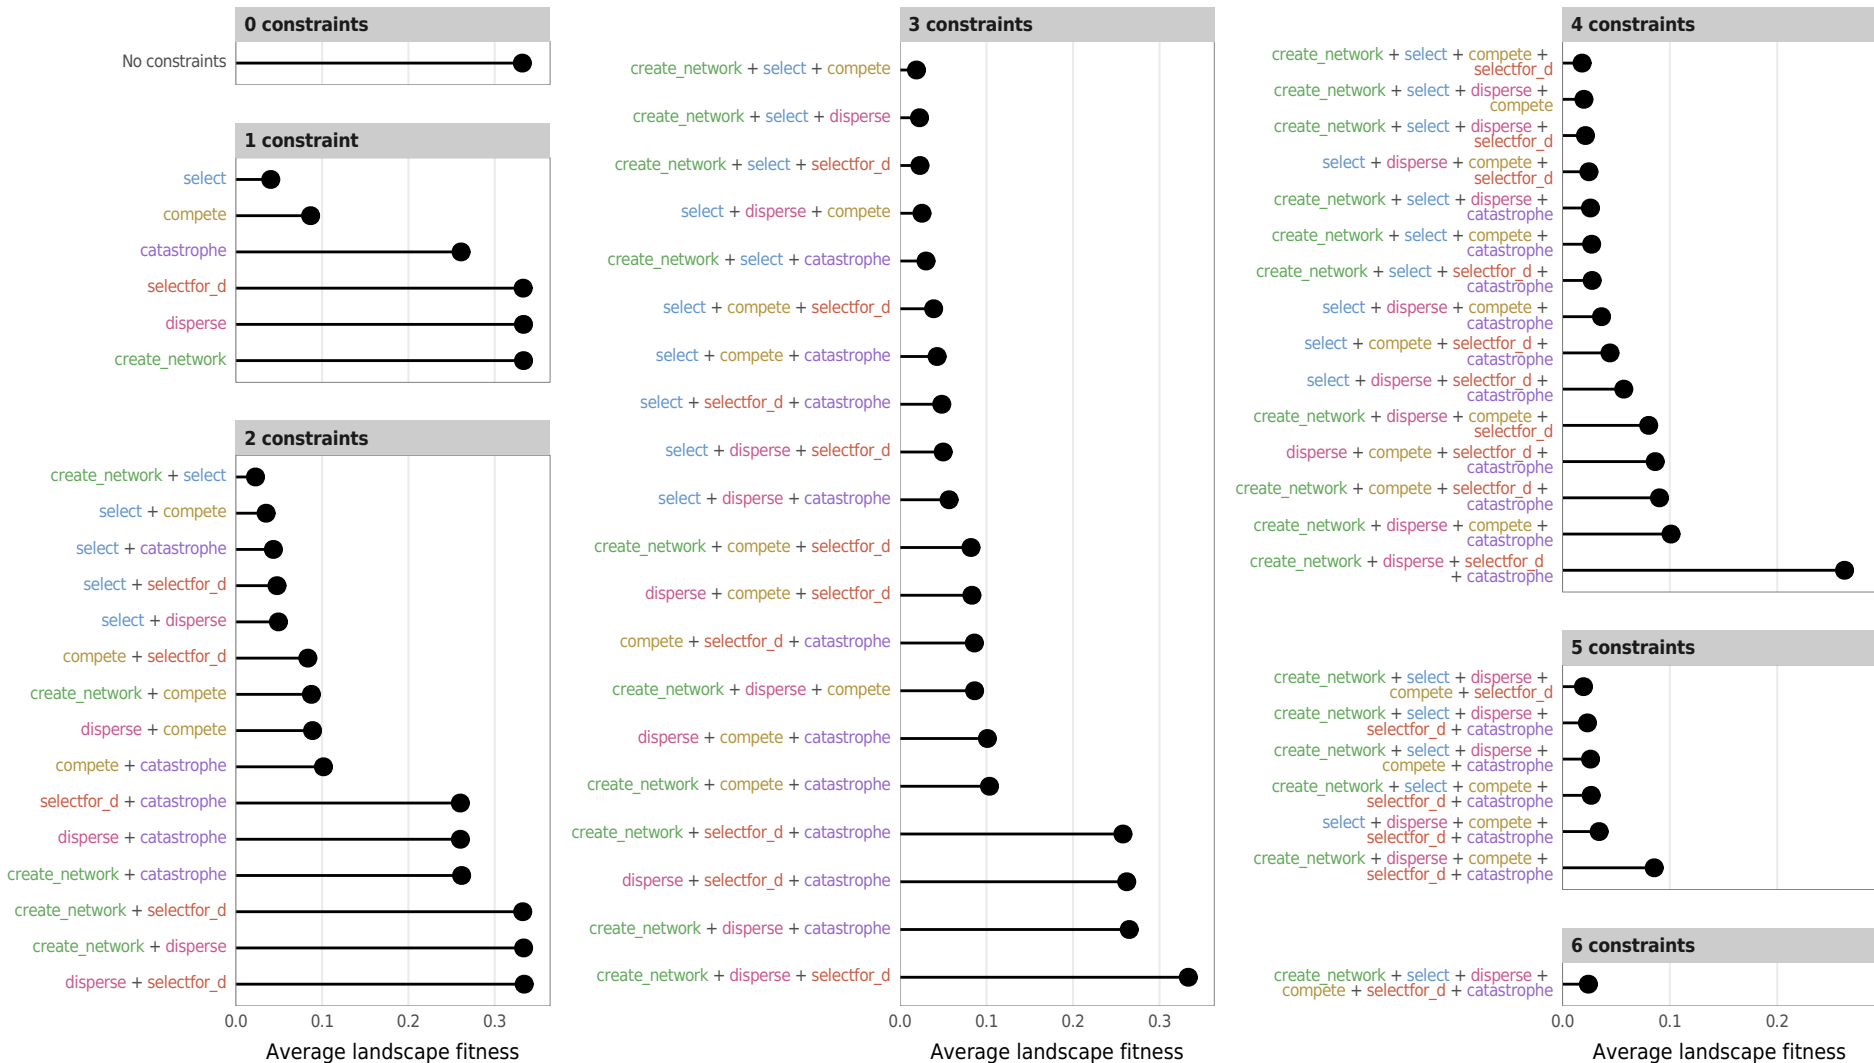 0 constraints
No constraints
1 constraint
select
compete
catastrophe
selectfor_d
disperse
create_network
2 constraints
create_network + select
select + compete
select + catastrophe
select + selectfor_d
select + disperse
compete + selectfor_d
create_network + compete
disperse + compete
compete + catastrophe
selectfor_d + catastrophe
disperse + catastrophe
create_network + catastrophe
create_network + selectfor_d
create_network + disperse
disperse + selectfor_d
0.0 0.1 0.2 0.3
Average landscape fitness
3 constraints
create_network + select + compete
create_network + select + disperse
create_network + select + selectfor_d
select + disperse + compete
create_network + select + catastrophe
select + compete + selectfor_d
select + compete + catastrophe
select + selectfor_d + catastrophe
select + disperse + selectfor_d
select + disperse + catastrophe
create_network + compete + selectfor_d
disperse + compete + selectfor_d
compete + selectfor_d + catastrophe
create_network + disperse + compete
disperse + compete + catastrophe
create_network + compete + catastrophe
create_network + selectfor_d + catastrophe
disperse + selectfor_d + catastrophe
create_network + disperse + catastrophe
create_network + disperse + selectfor_d
0.0 0.1 0.2 0.3
Average landscape fitness
4 constraints
create_network + select + compete +
selectfor_d
create_network + select + disperse +
compete
create_network + select + disperse +
selectfor_d
select + disperse + compete +
selectfor_d
create_network + select + disperse +
catastrophe
create_network + select + compete +
catastrophe
create_network + select + selectfor_d +
catastrophe
select + disperse + compete +
catastrophe
select + compete + selectfor_d +
catastrophe
select + disperse + selectfor_d +
catastrophe
create_network + disperse + compete +
selectfor_d
disperse + compete + selectfor_d +
catastrophe
create_network + compete + selectfor_d +
catastrophe
create_network + disperse + compete +
catastrophe
create_network + disperse + selectfor_d
+ catastrophe
5 constraints
create_network + select + disperse +
compete + selectfor_d
create_network + select + disperse +
selectfor_d + catastrophe
create_network + select + disperse +
compete + catastrophe
create_network + select + compete +
selectfor_d + catastrophe
select + disperse + compete +
selectfor_d + catastrophe
create_network + disperse + compete +
selectfor_d + catastrophe
6 constraints
create_network + select + disperse +
compete + selectfor_d + catastrophe
0.0 0.1 0.2
Average landscape fitness